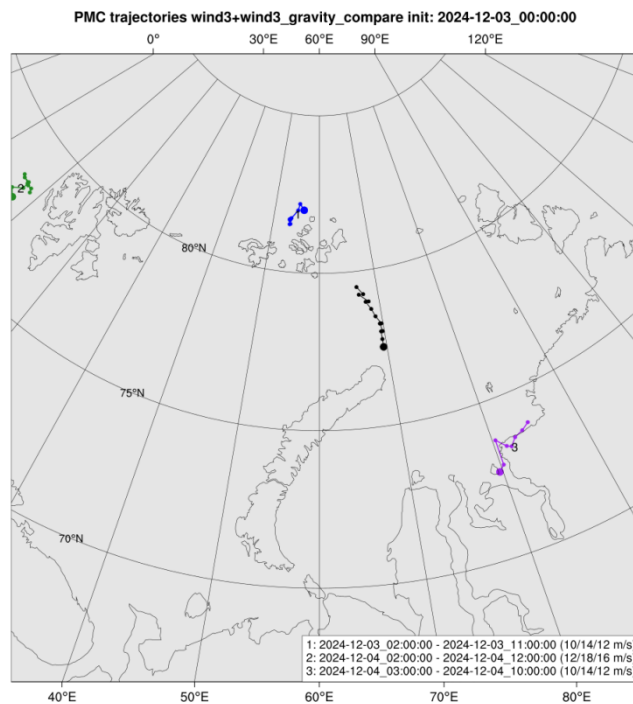 PMC trajectories wind3+wind3_gravity_compare init: 2024-12-03_00:00:00
0° 30°E 60°E 90°E 120°E
2
80°N
75°N
3
70°N
1: 2024-12-03_02:00:00 - 2024-12-03_11:00:00 (10/14/12 m/s)
2: 2024-12-04_02:00:00 - 2024-12-04_12:00:00 (12/18/16 m/s)
3: 2024-12-04_03:00:00 - 2024-12-04_10:00:00 (10/14/12 m/s)
40°E 50°E 60°E 70°E 80°E